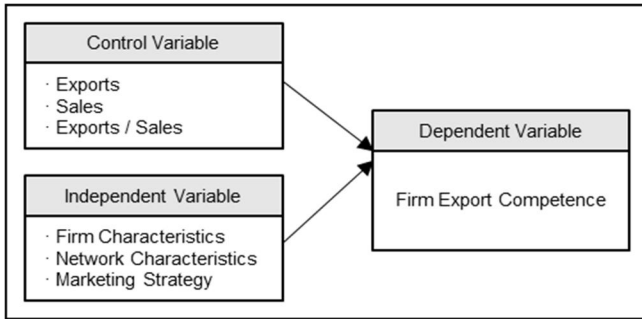 Control Variable
· Exports
· Sales
· Exports / Sales
Independent Variable
· Firm Characteristics
· Network Characteristics
· Marketing Strategy
Dependent Variable
Firm Export Competence